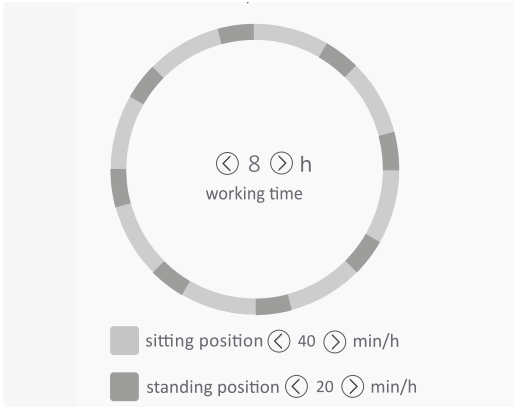 8 h
working time
sitting position 40 min/h
standing position 20 min/h